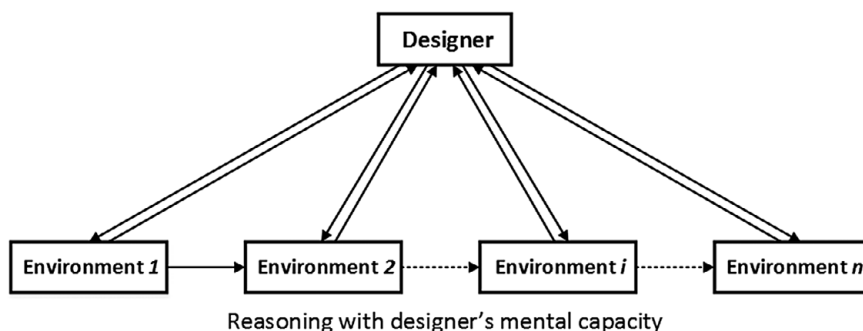 Designer
Environment 1
Environment 2
Environment i
Environment m
Reasoning with designer's mental capacity